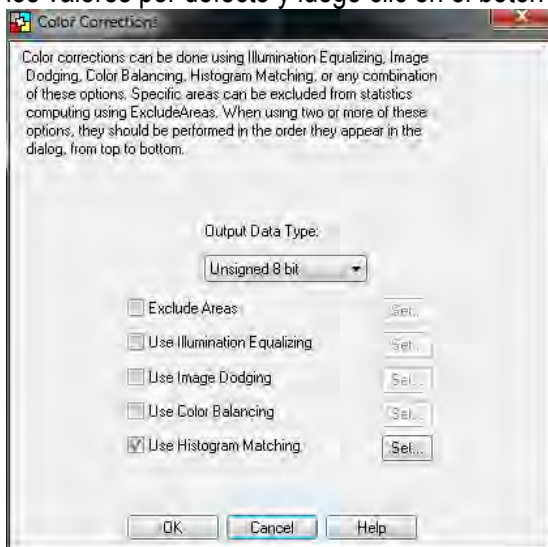 los valores por defecto y luego clic en el botón
Color Corrections
Color corrections can be done using Illumination Equalizing, Image
Dodging, Color Balancing, Histogram Matching, or any combination
of these options. Specific areas can be excluded from statistics
computing using ExcludeAreas. When using two or more of these
options, they should be performed in the order they appear in the
dialog, from top to bottom.
Output Data Type:
Unsigned 8 bit
Exclude Areas Set...
Use Illumination Equalizing Set...
Use Image Dodging Set...
Use Color Balancing Set...
Use Histogram Matching Set...
OK Cancel Help